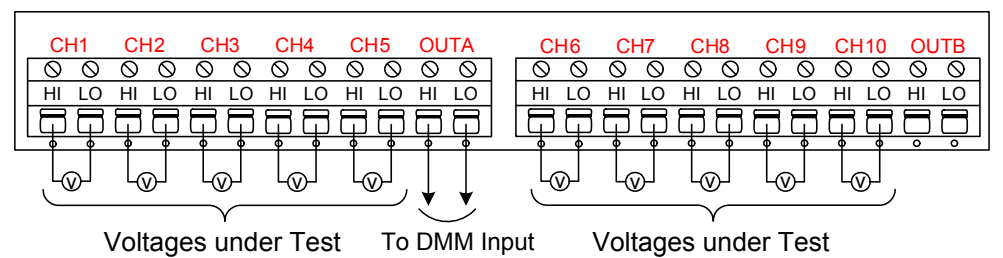 CH1 CH2 CH3 CH4 CH5 OUTA CH6 CH7 CH8 CH9 CH10 OUTB
HI LO HI LO HI LO HI LO HI LO HI LO HI LO HI LO HI LO HI LO HI LO HI LO
V V V V V V V V V V
Voltages under Test To DMM Input Voltages under Test